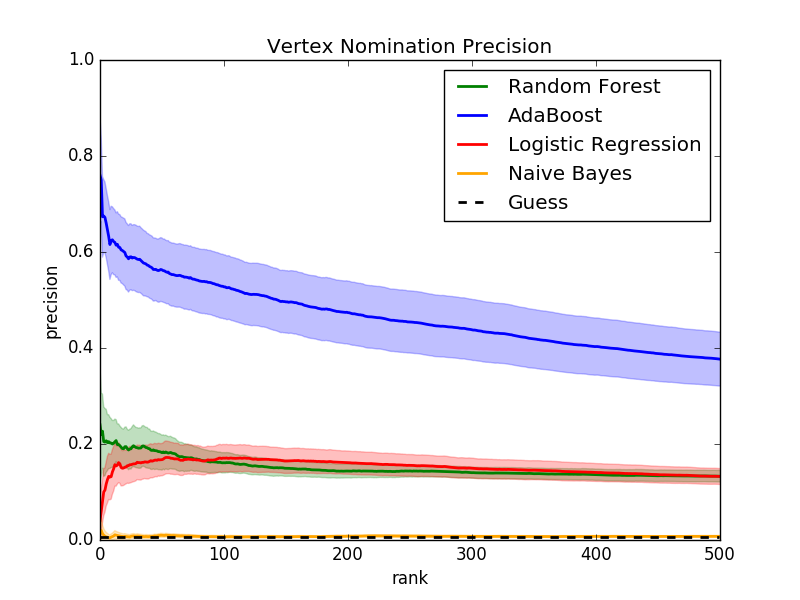 Vertex Nomination Precision
1.0
0.8
0.6
0.4
0.2
0.0
precision
Random Forest
AdaBoost
Logistic Regression
Naive Bayes
Guess
0
100
200
300
400
500
rank